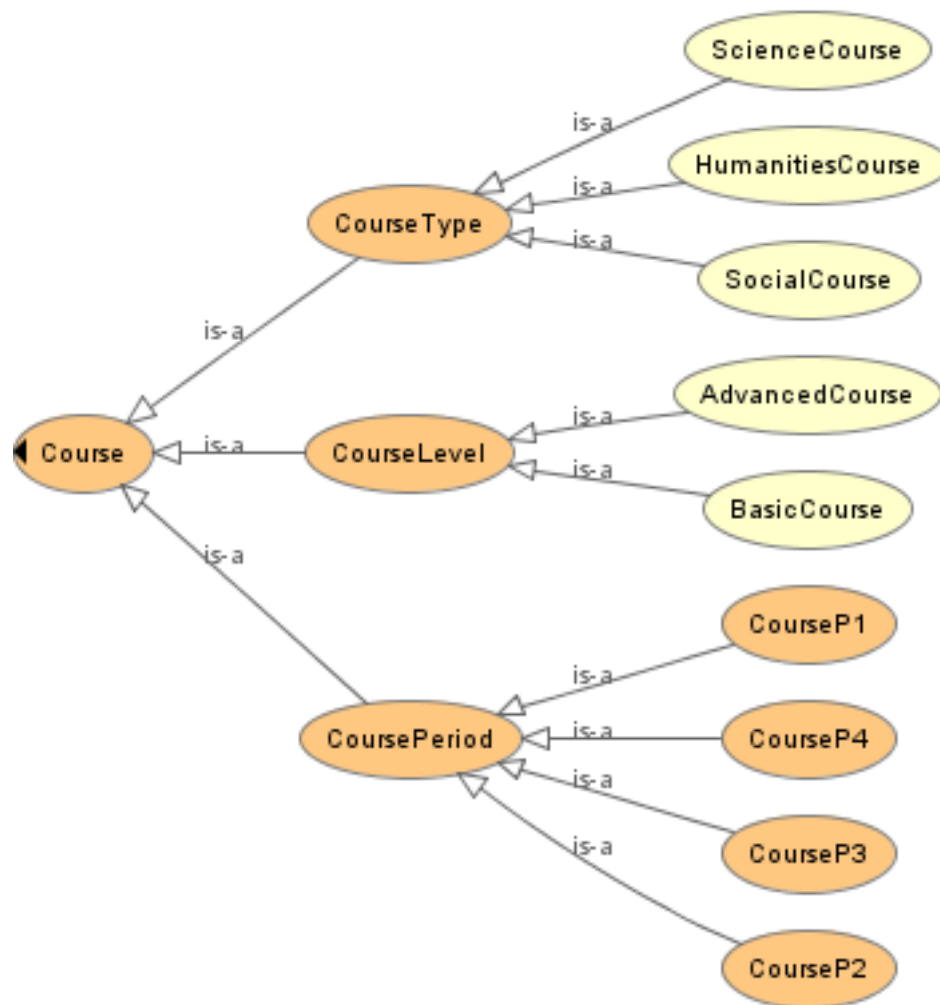 ScienceCourse
is-a
HumanitiesCourse
is-a
CourseType
is-a
SocialCourse
is-a
AdvancedCourse
is-a
Course
is-a
CourseLevel
is-a
BasicCourse
is-a
CourseP1
is-a
CoursePeriod
is-a
CourseP4
is-a
CourseP3
is-a
CourseP2